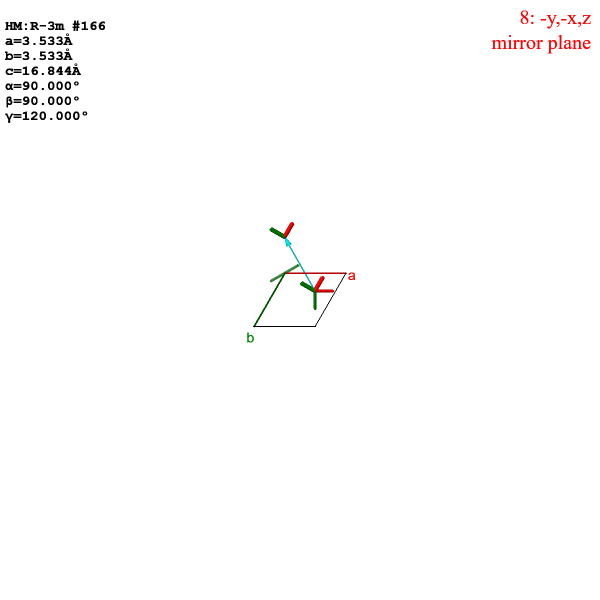 HM:R-3m #166
a=3.533Å
b=3.533Å
c=16.844Å
α=90.000°
β=90.000°
γ=120.000°
8: -y,-x,z
mirror plane
a
b